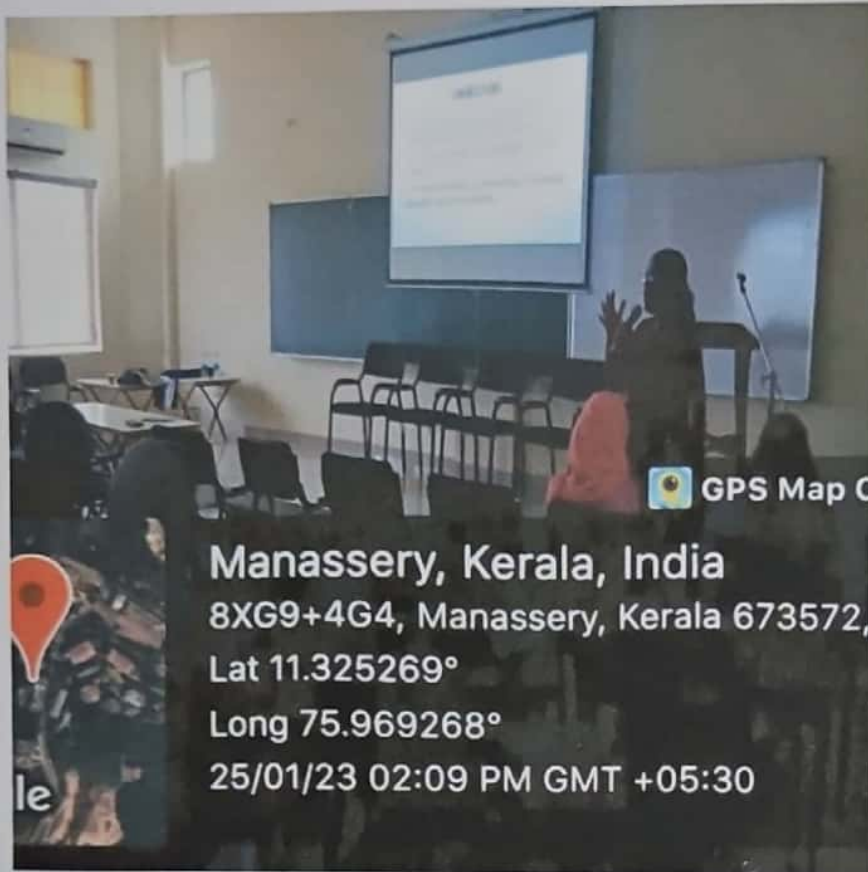 GPS Map C
Manassery, Kerala, India
8XG9+4G4, Manassery, Kerala 673572,
Lat 11.325269°
Long 75.969268°
25/01/23 02:09 PM GMT +05:30
le